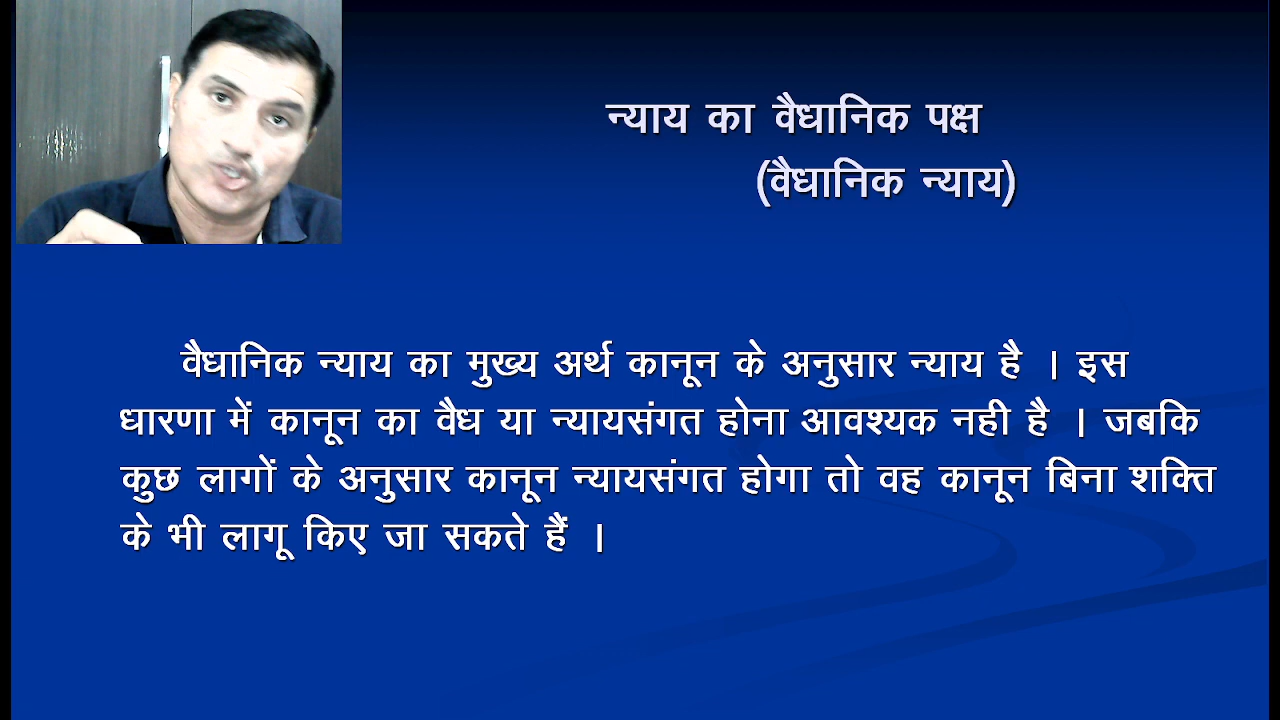 न्याय का वैधानिक पक्ष
(वैधानिक न्याय)
वैधानिक न्याय का मुख्य अर्थ कानून के अनुसार न्याय है । इस
धारणा में कानून का वैध या न्यायसंगत होना आवश्यक नही है । जबकि
कुछ लागों के अनुसार कानून न्यायसंगत होगा तो वह कानून बिना शक्ति
के भी लागू किए जा सकते हैं ।